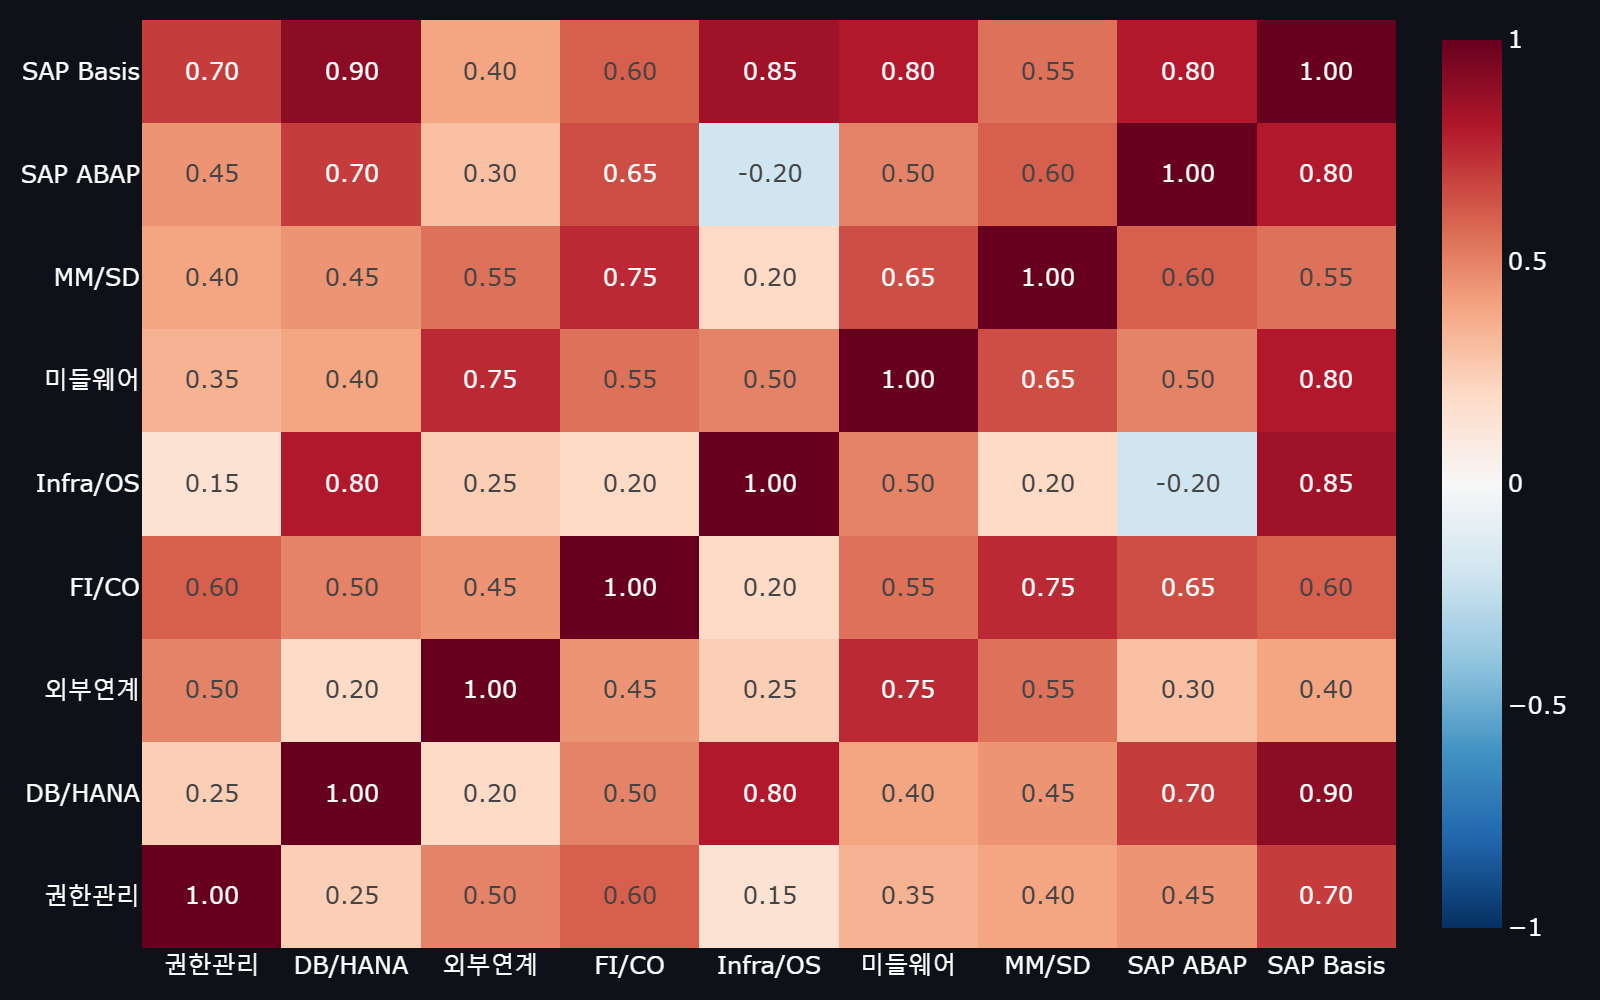 SAP Basis 0.70 0.90 0.40 0.60 0.85 0.80 0.55 0.80 1.00
SAP ABAP 0.45 0.70 0.30 0.65 -0.20 0.50 0.60 1.00 0.80
MM/SD 0.40 0.45 0.55 0.75 0.20 0.65 1.00 0.60 0.55
미들웨어 0.35 0.40 0.75 0.55 0.50 1.00 0.65 0.50 0.80
Infra/OS 0.15 0.80 0.25 0.20 1.00 0.50 0.20 -0.20 0.85
FI/CO 0.60 0.50 0.45 1.00 0.20 0.55 0.75 0.65 0.60
외부연계 0.50 0.20 1.00 0.45 0.25 0.75 0.55 0.30 0.40
DB/HANA 0.25 1.00 0.20 0.50 0.80 0.40 0.45 0.70 0.90
권한관리 1.00 0.25 0.50 0.60 0.15 0.35 0.40 0.45 0.70
권한관리 DB/HANA 외부연계 FI/CO Infra/OS 미들웨어 MM/SD SAP ABAP SAP Basis
1
0.5
0
−0.5
−1